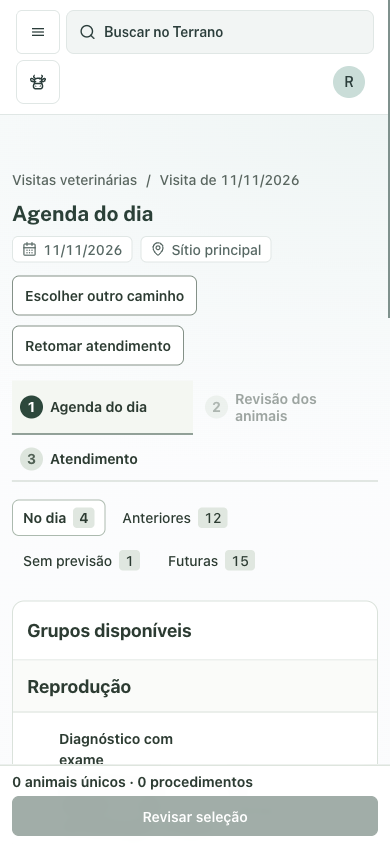 Buscar no Terrano
R
Visitas veterinárias / Visita de 11/11/2026
Agenda do dia
11/11/2026 Sítio principal
Escolher outro caminho
Retomar atendimento
1 Agenda do dia
2 Revisão dos
animais
3 Atendimento
No dia 4 Anteriores 12
Sem previsão 1 Futuras 15
Grupos disponíveis
Reprodução
Diagnóstico com
exame
0 animais únicos · 0 procedimentos
Revisar seleção